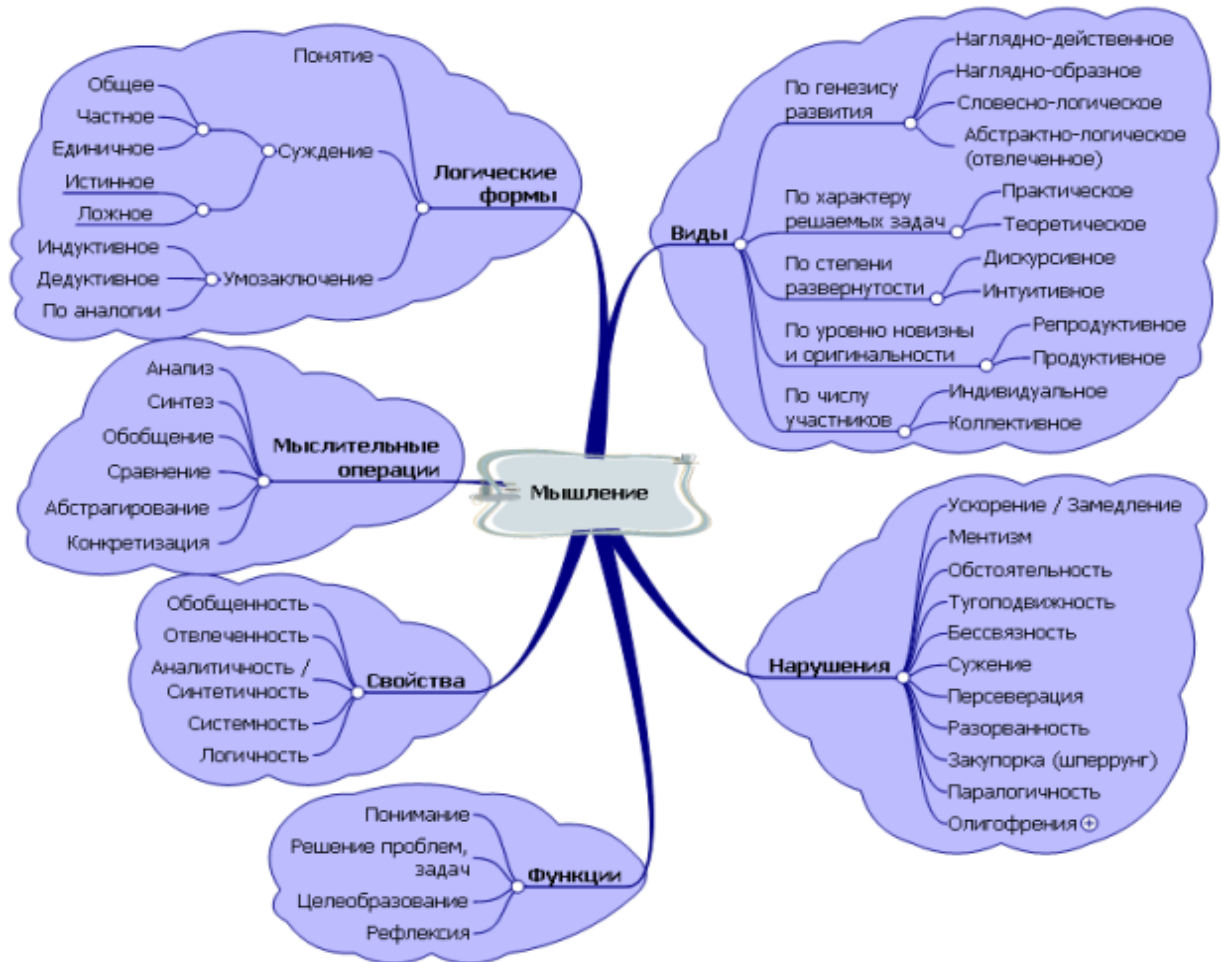 Мышление
Логические
формы
Понятие
Суждение
Общее
Частное
Единичное
Истинное
Ложное
Умозаключение
Индуктивное
Дедуктивное
По аналогии
Мыслительные
операции
Анализ
Синтез
Обобщение
Сравнение
Абстрагирование
Конкретизация
Свойства
Обобщенность
Отвлеченность
Аналитичность /
Синтетичность
Системность
Логичность
Функции
Понимание
Решение проблем,
задач
Целеобразование
Рефлексия
Виды
По генезису
развития
Наглядно-действенное
Наглядно-образное
Словесно-логическое
Абстрактно-логическое
(отвлеченное)
По характеру
решаемых задач
Практическое
Теоретическое
По степени
развернутости
Дискурсивное
Интуитивное
По уровню новизны
и оригинальности
Репродуктивное
Продуктивное
По числу
участников
Индивидуальное
Коллективное
Нарушения
Ускорение / Замедление
Ментизм
Обстоятельность
Тугоподвижность
Бессвязность
Сужение
Персеверация
Разорванность
Закупорка (шперрунг)
Паралогичность
Олигофрения